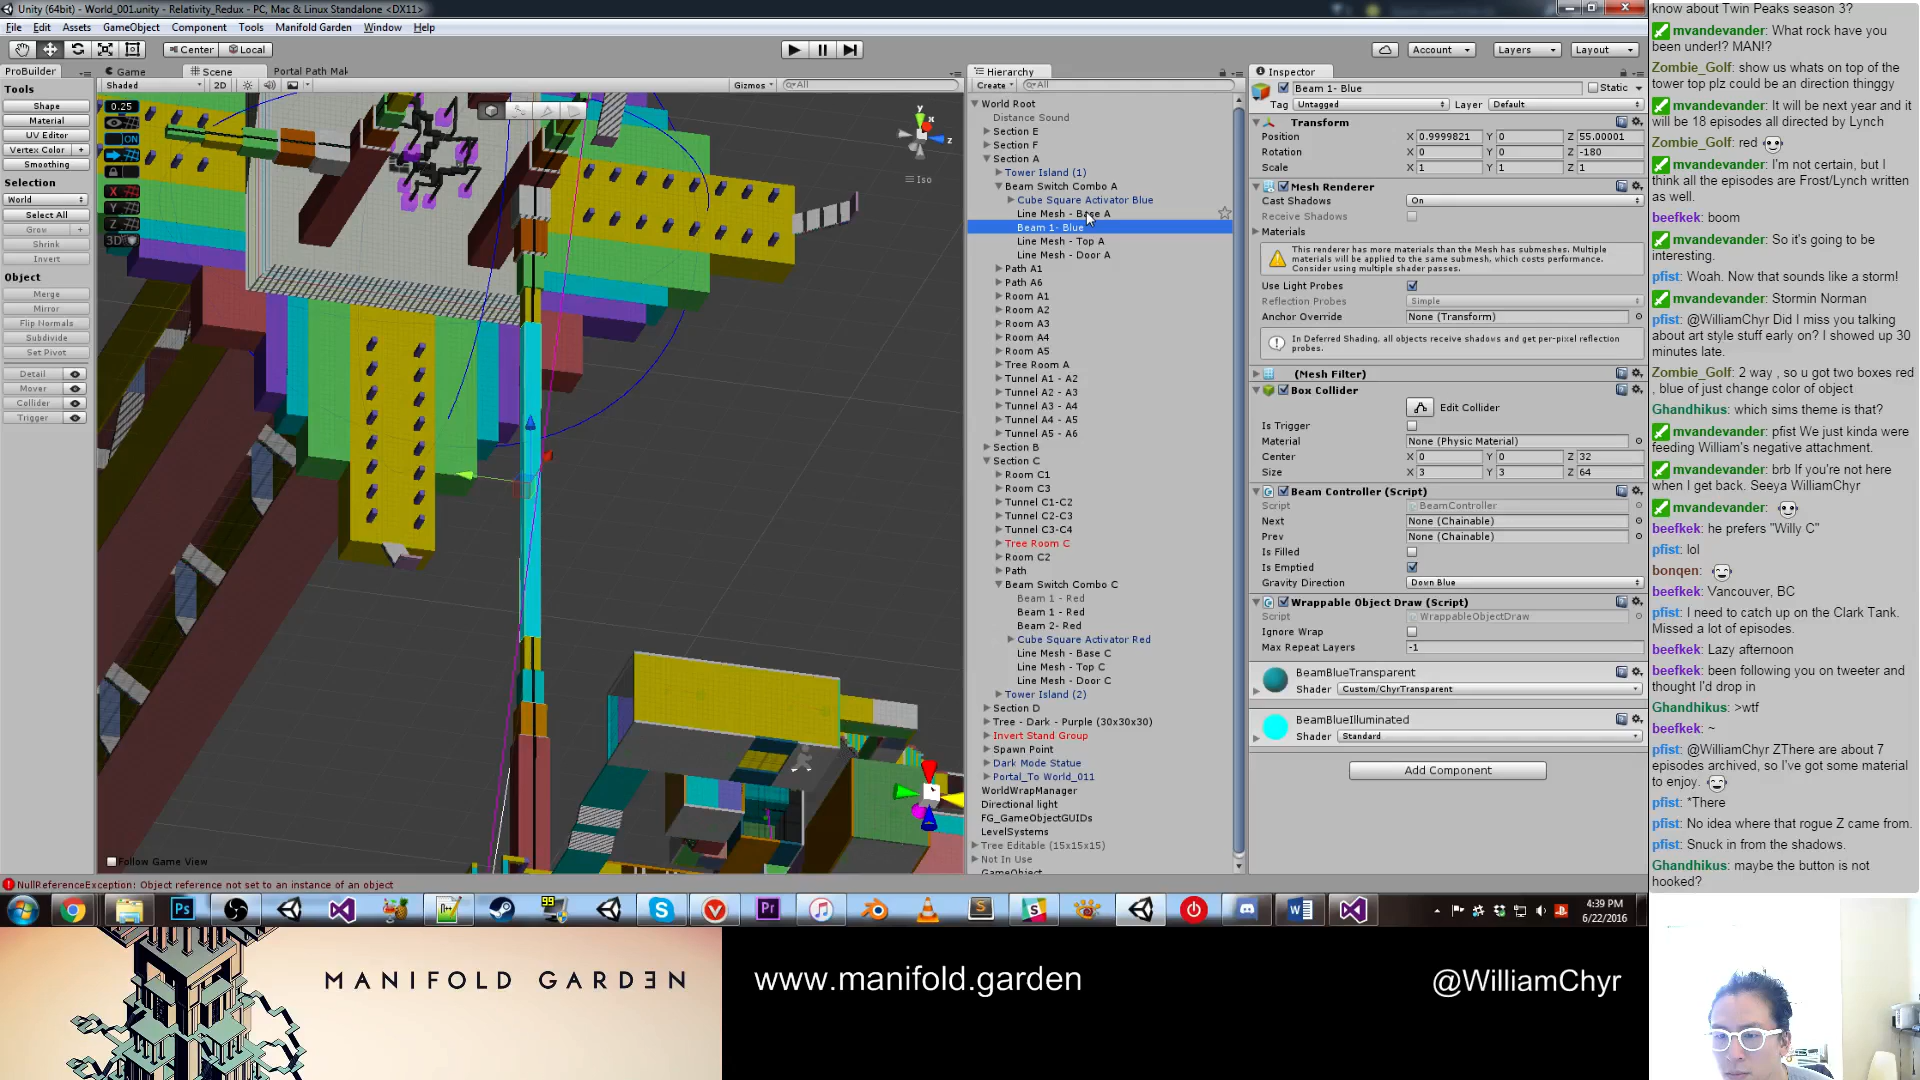 Unity (64bit) - World_001.unity - Relativity_Redux - PC, Mac & Linux Standalone <DX11>
File Edit Assets GameObject Component Tools Manifold Garden Window Help
Center Local Account Layers Layout
ProBuilder
Tools
Shape
Material
UV Editor
Vertex Color +
Smoothing
Selection
World
Select All
Grow +
Shrink
Invert
Object
Merge
Mirror
Flip Normals
Subdivide
Set Pivot
Detail
Mover
Collider
Trigger
Game Scene Portal Path Mak
Shaded 2D Gizmos All
0.25
ON
X
Y
Z
3D
y
z
Iso
Follow Game View
NullReferenceException: Object reference not set to an instance of an object
Hierarchy
Create All
World Root
Distance Sound
Section E
Section F
Section A
Tower Island (1)
Beam Switch Combo A
Cube Square Activator Blue
Line Mesh - Base A
Beam 1- Blue
Line Mesh - Top A
Line Mesh - Door A
Path A1
Path A6
Room A1
Room A2
Room A3
Room A4
Room A5
Tree Room A
Tunnel A1 - A2
Tunnel A2 - A3
Tunnel A3 - A4
Tunnel A4 - A5
Tunnel A5 - A6
Section B
Section C
Room C1
Room C3
Tunnel C1-C2
Tunnel C2-C3
Tunnel C3-C4
Tree Room C
Room C2
Path
Beam Switch Combo C
Beam 1 - Red
Beam 1 - Red
Beam 2- Red
Cube Square Activator Red
Line Mesh - Base C
Line Mesh - Top C
Line Mesh - Door C
Tower Island (2)
Section D
Tree - Dark - Purple (30x30x30)
Invert Stand Group
Spawn Point
Dark Mode Statue
Portal_To World_011
WorldWrapManager
Directional light
FG_GameObjectGUIDs
LevelSystems
Tree Editable (15x15x15)
Not In Use
GameObject
Inspector
Beam 1- Blue Static
Tag Untagged Layer Default
Transform
Position X 0.9999821 Y 0 Z 55.00001
Rotation X 0 Y 0 Z -180
Scale X 1 Y 1 Z 1
Mesh Renderer
Cast Shadows On
Receive Shadows
Materials
This renderer has more materials than the Mesh has submeshes. Multiple
materials will be applied to the same submesh, which costs performance.
Consider using multiple shader passes.
Use Light Probes
Reflection Probes Simple
Anchor Override None (Transform)
In Deferred Shading, all objects receive shadows and get per-pixel reflection
probes.
(Mesh Filter)
Box Collider
Edit Collider
Is Trigger
Material None (Physic Material)
Center X 0 Y 0 Z 32
Size X 3 Y 3 Z 64
Beam Controller (Script)
Script BeamController
Next None (Chainable)
Prev None (Chainable)
Is Filled
Is Emptied
Gravity Direction Down Blue
Wrappable Object Draw (Script)
Script WrappableObjectDraw
Ignore Wrap
Max Repeat Layers -1
BeamBlueTransparent
Shader Custom/ChyrTransparent
BeamBlueIlluminated
Shader Standard
Add Component
know about Twin Peaks season 3?
mvandevander: What rock have you
been under!? MAN!?
Zombie_Golf: show us whats on top of the
tower top plz could be an direction thinggy
mvandevander: It will be next year and it
will be 18 episodes all directed by Lynch
Zombie_Golf: red
mvandevander: I'm not certain, but I
think all the episodes are Frost/Lynch written
as well.
beefkek: boom
mvandevander: So it's going to be
interesting.
pfist: Woah. Now that sounds like a storm!
mvandevander: Stormin Norman
pfist: @WilliamChyr Did I miss you talking
about art style stuff early on? I showed up 30
minutes late.
Zombie_Golf: 2 way , so u got two boxes red
, blue of just change color of object
Ghandhikus: which sims theme is that?
mvandevander: pfist We just kinda were
feeding William's negative attachment.
mvandevander: brb If you're not here
when I get back. Seeya WilliamChyr
mvandevander:
beefkek: he prefers "Willy C"
pfist: lol
bonqen:
beefkek: Vancouver, BC
pfist: I need to catch up on the Clark Tank.
Missed a lot of episodes.
beefkek: Lazy afternoon
beefkek: been following you on tweeter and
thought I'd drop in
Ghandhikus: >wtf
beefkek: ~
pfist: @WilliamChyr ZThere are about 7
episodes archived, so I've got some material
to enjoy.
pfist: *There
pfist: No idea where that rogue Z came from.
pfist: Snuck in from the shadows.
Ghandhikus: maybe the button is not
hooked?
Ps
99
Pr
W
4:39 PM
6/22/2016
MANIFOLD GARDEN
www.manifold.garden
@WilliamChyr